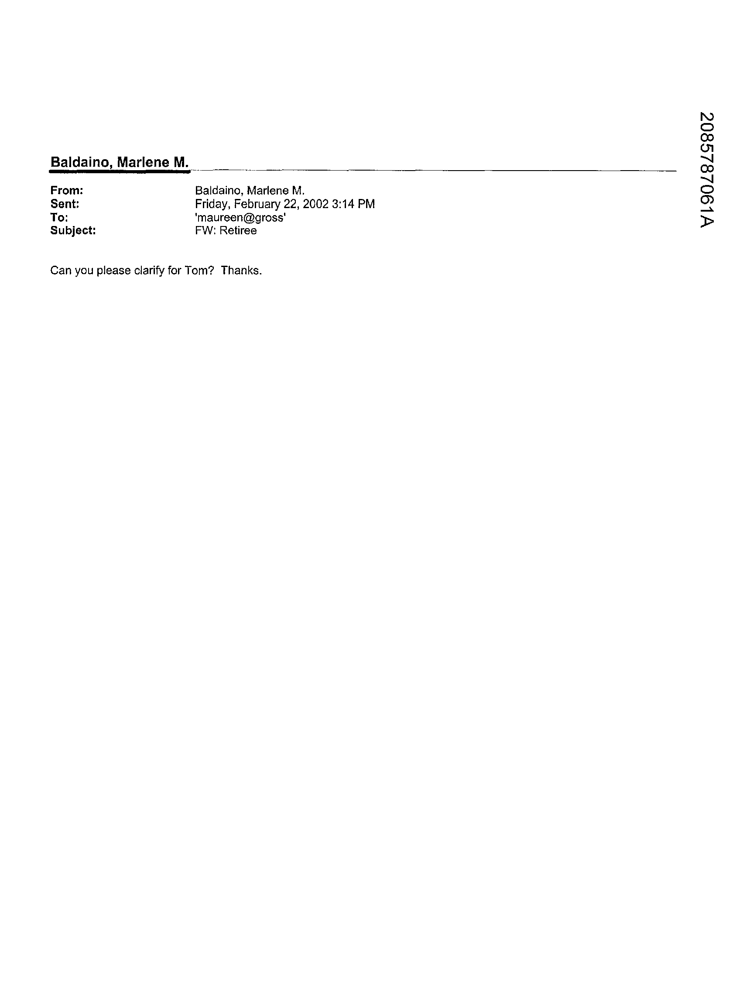 Baldaino, Marlene M.
From: Baldaino, Marlene M.
Sent: Friday, February 22, 2002 3:14 PM
To: 'maureen@gross'
Subject: FW: Retiree
Can you please clarify for Tom? Thanks.
2085787061A